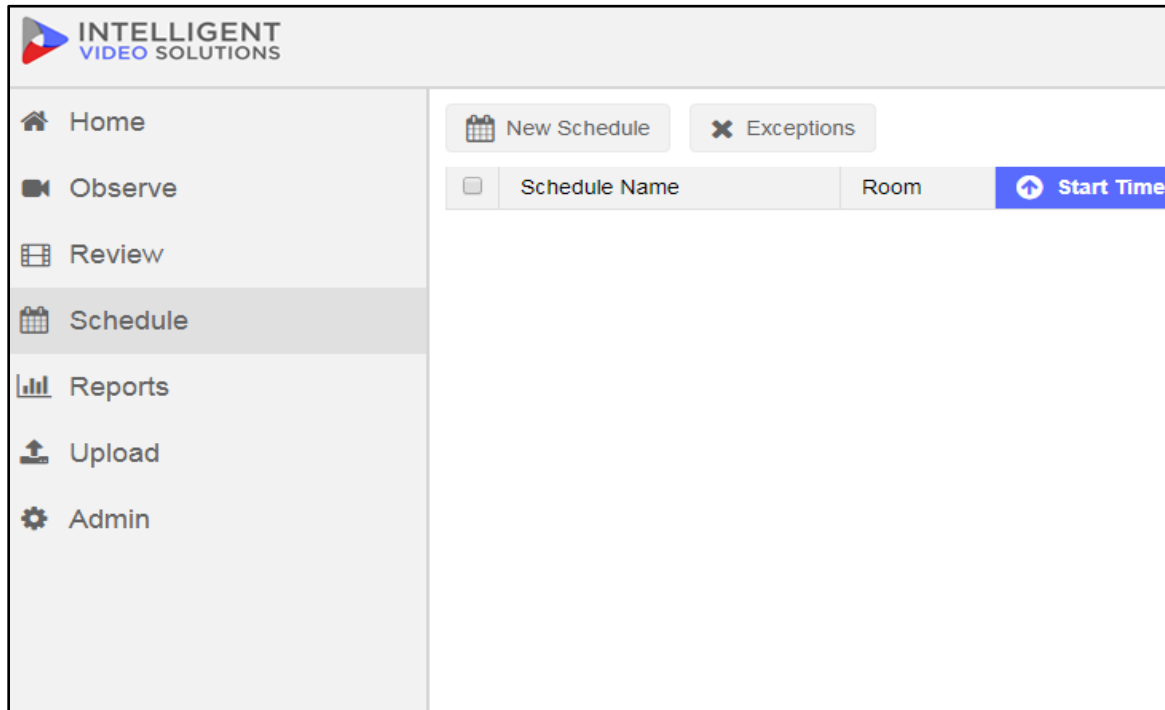 INTELLIGENT
VIDEO SOLUTIONS
Home
Observe
Review
Schedule
Reports
Upload
Admin
New Schedule
Exceptions
Schedule Name
Room
Start Time